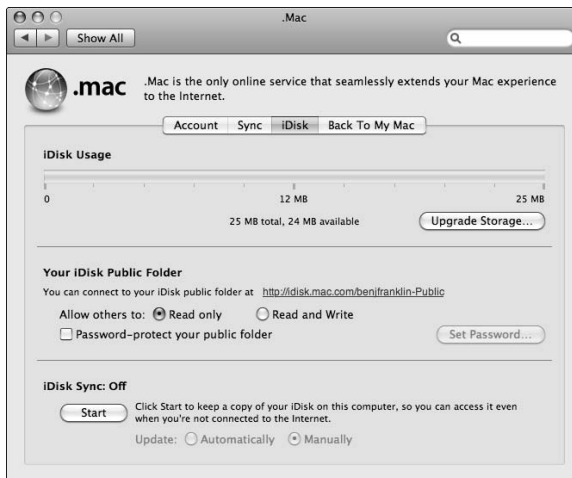 .Mac
Show All
.mac
.Mac is the only online service that seamlessly extends your Mac experience
to the Internet.
Account Sync iDisk Back To My Mac
iDisk Usage
0 12 MB 25 MB
25 MB total, 24 MB available Upgrade Storage...
Your iDisk Public Folder
You can connect to your iDisk public folder at http://idisk.mac.com/benjfranklin-Public
Allow others to: Read only Read and Write
Password-protect your public folder Set Password...
iDisk Sync: Off
Start
Click Start to keep a copy of your iDisk on this computer, so you can access it even
when you're not connected to the Internet.
Update: Automatically Manually